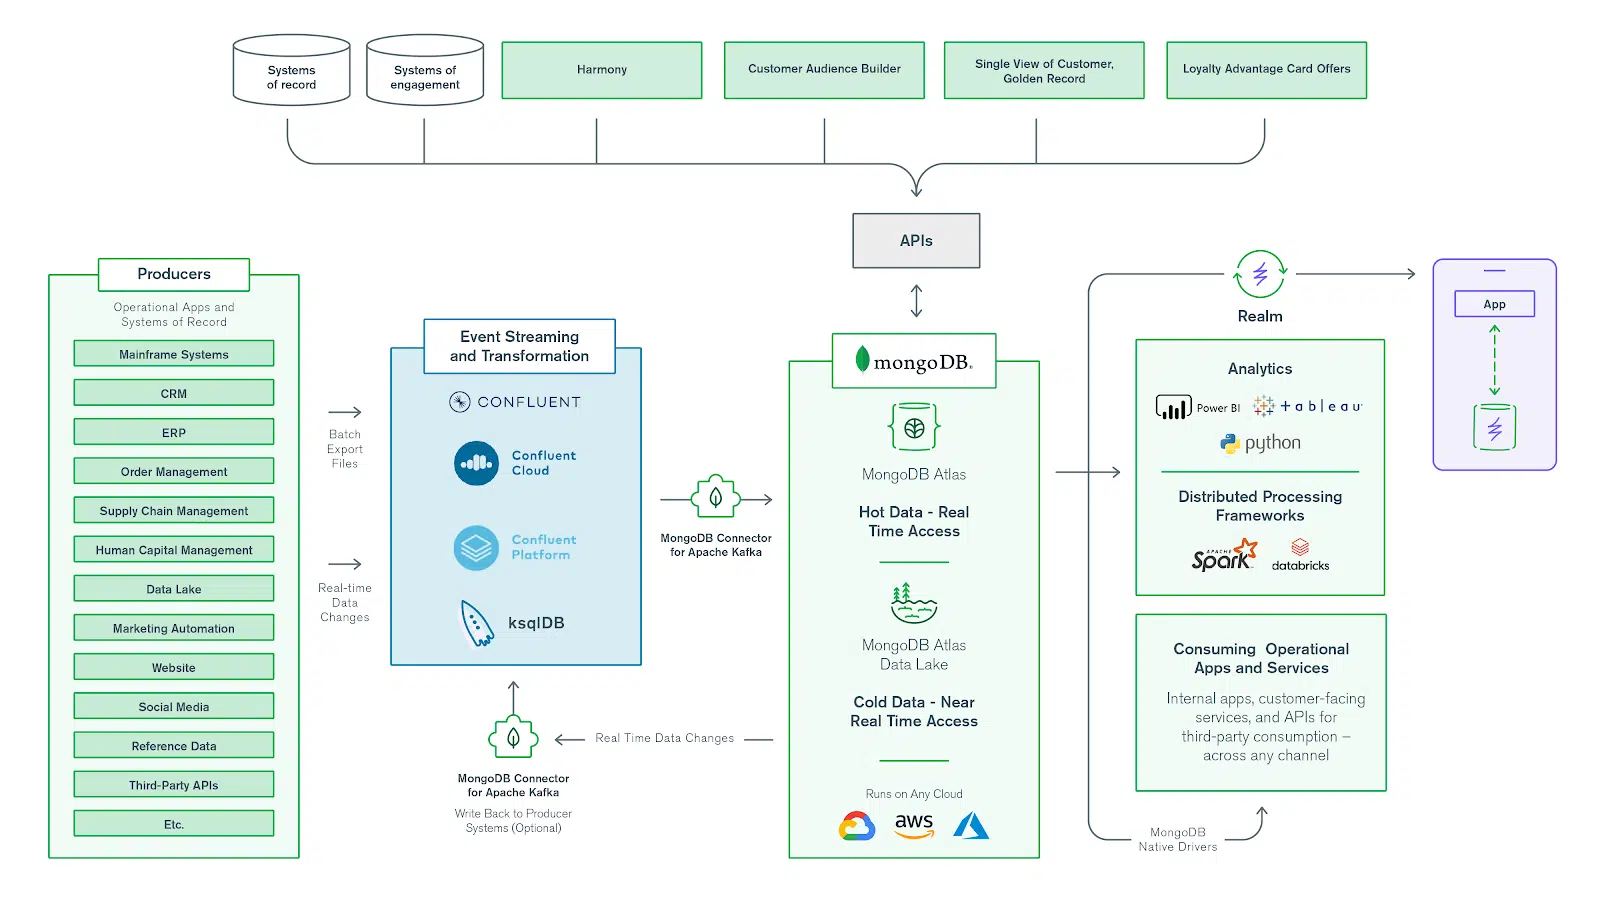 Systems
of record
Systems of
engagement
Harmony
Customer Audience Builder
Single View of Customer,
Golden Record
Loyalty Advantage Card Offers
APIs
Producers
Operational Apps and
Systems of Record
Mainframe Systems
CRM
ERP
Order Management
Supply Chain Management
Human Capital Management
Data Lake
Marketing Automation
Website
Social Media
Reference Data
Third-Party APIs
Etc.
Batch
Export
Files
Real-time
Data
Changes
Event Streaming
and Transformation
CONFLUENT
Confluent
Cloud
Confluent
Platform
ksqlDB
MongoDB Connector
for Apache Kafka
Write Back to Producer
Systems (Optional)
Real Time Data Changes
MongoDB Connector
for Apache Kafka
mongoDB.
MongoDB Atlas
Hot Data - Real
Time Access
MongoDB Atlas
Data Lake
Cold Data - Near
Real Time Access
Runs on Any Cloud
aws
Realm
App
Analytics
Power BI
+ableau
python
Distributed Processing
Frameworks
APACHE
Spark
databricks
Consuming Operational
Apps and Services
Internal apps, customer-facing
services, and APIs for
third-party consumption –
across any channel
MongoDB
Native Drivers